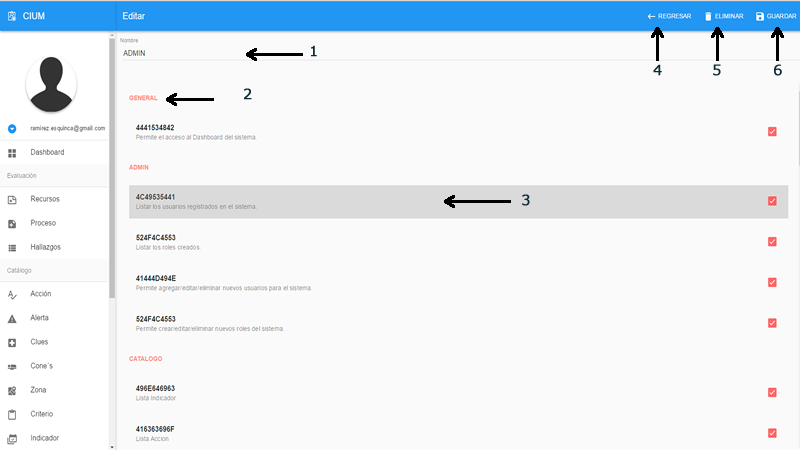 CIUM
Editar
REGRESAR
ELIMINAR
GUARDAR
Nombre
ADMIN
1
4
5
6
ramirez.esquinca@gmail.com
Dashboard
Evaluación
Recursos
Proceso
Hallazgos
Catálogo
Acción
Alerta
Clues
Cone´s
Zona
Criterio
Indicador
GENERAL
2
4441534842
Permite el acceso al Dashboard del sistema.
ADMIN
4C49535441
Listar los usuarios registrados en el sistema.
3
524F4C4553
Listar los roles creados.
41444D494E
Permite agregar/editar/eliminar nuevos usuarios para el sistema.
524F4C4553
Permite crear/editar/eliminar nuevos roles del sistema.
CATALOGO
496E646963
Lista Indicador
416363696F
Lista Accion